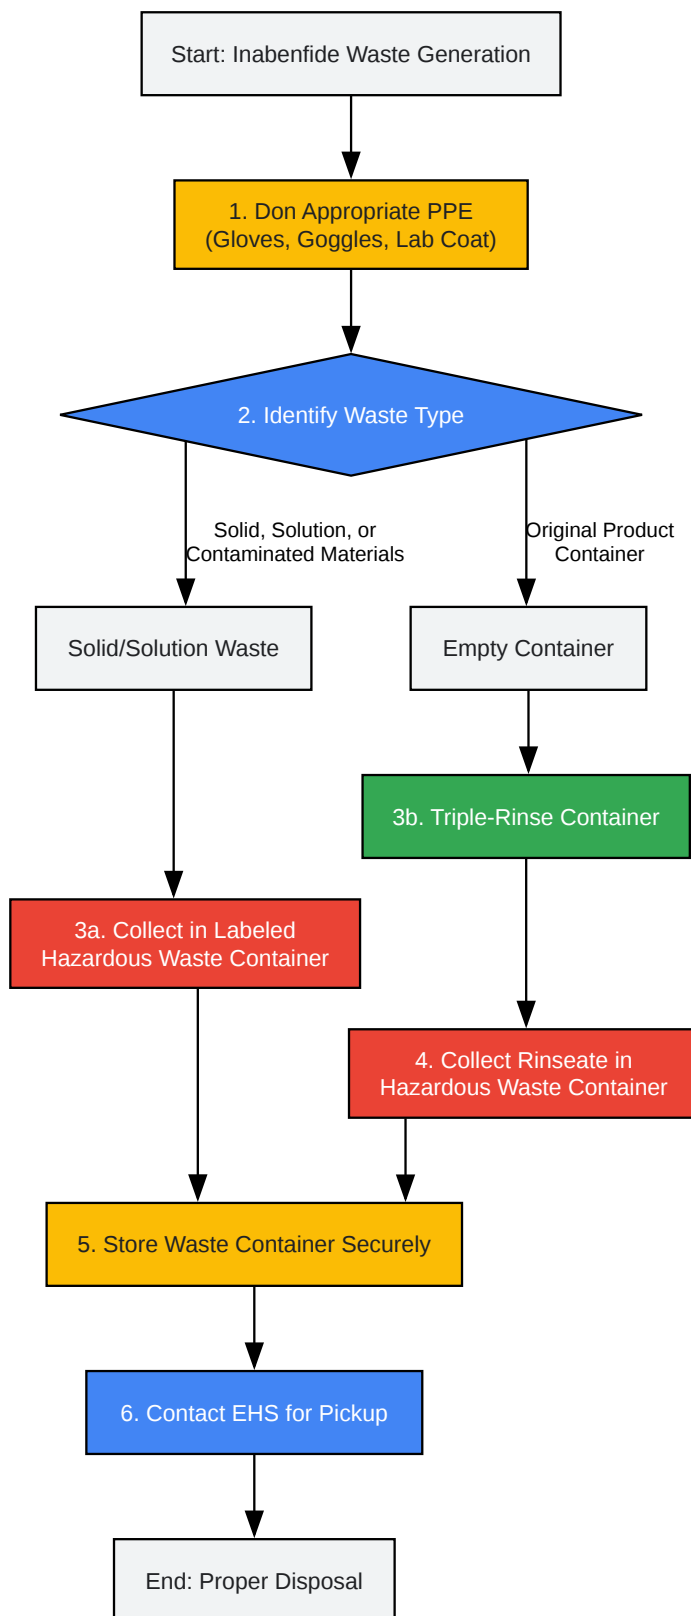 Start: Inabenfide Waste Generation
1. Don Appropriate PPE
(Gloves, Goggles, Lab Coat)
2. Identify Waste Type
Solid, Solution, or
Contaminated Materials
Original Product
Container
Solid/Solution Waste
Empty Container
3b. Triple-Rinse Container
3a. Collect in Labeled
Hazardous Waste Container
4. Collect Rinseate in
Hazardous Waste Container
5. Store Waste Container Securely
6. Contact EHS for Pickup
End: Proper Disposal